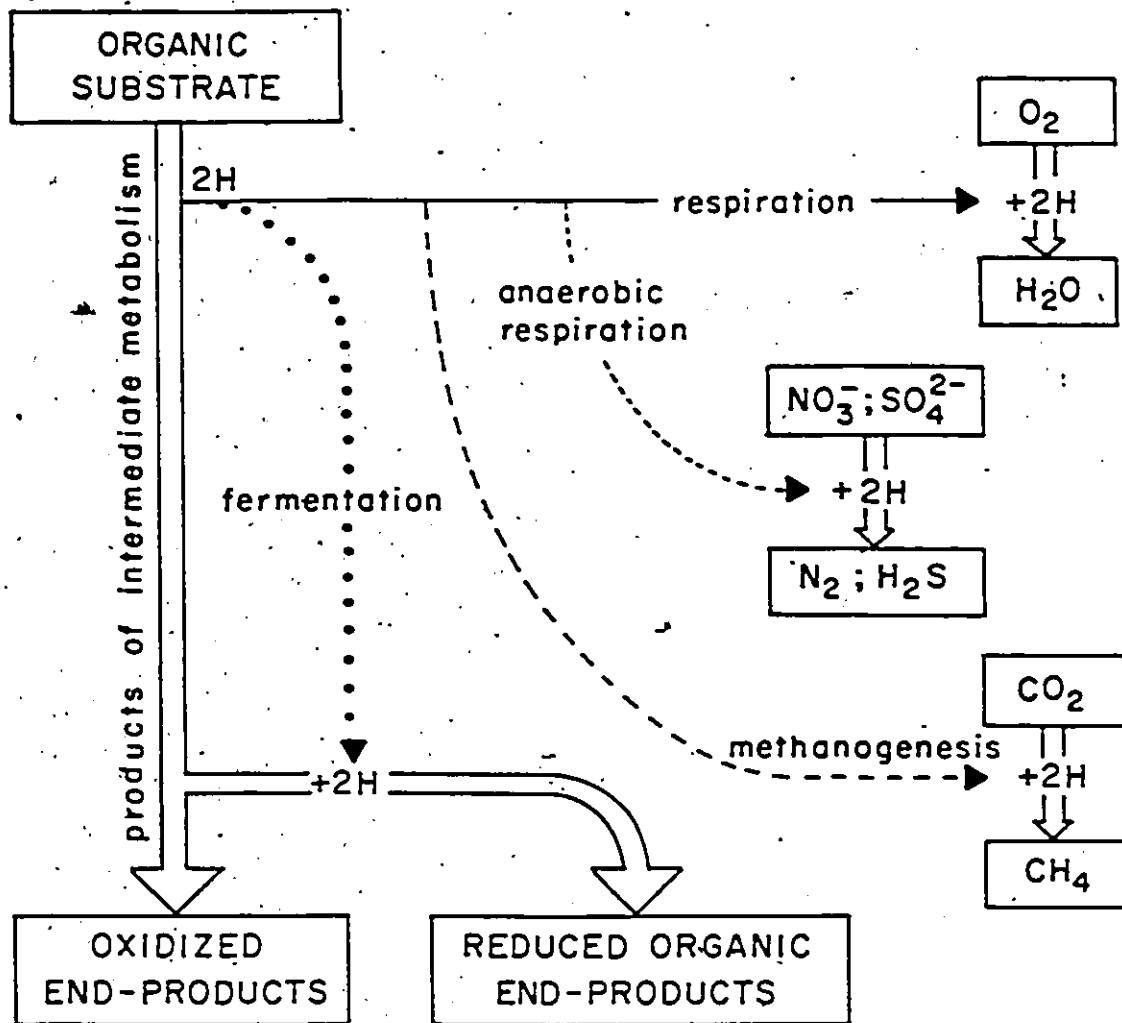 ORGANIC
SUBSTRATE
O₂
2H
respiration
+2H
H₂O
products of intermediate metabolism
anaerobic
respiration
NO₃⁻; SO₄²⁻
+2H
N₂; H₂S
fermentation
CO₂
methanogenesis
+2H
+2H
CH₄
OXIDIZED
END-PRODUCTS
REDUCED ORGANIC
END-PRODUCTS